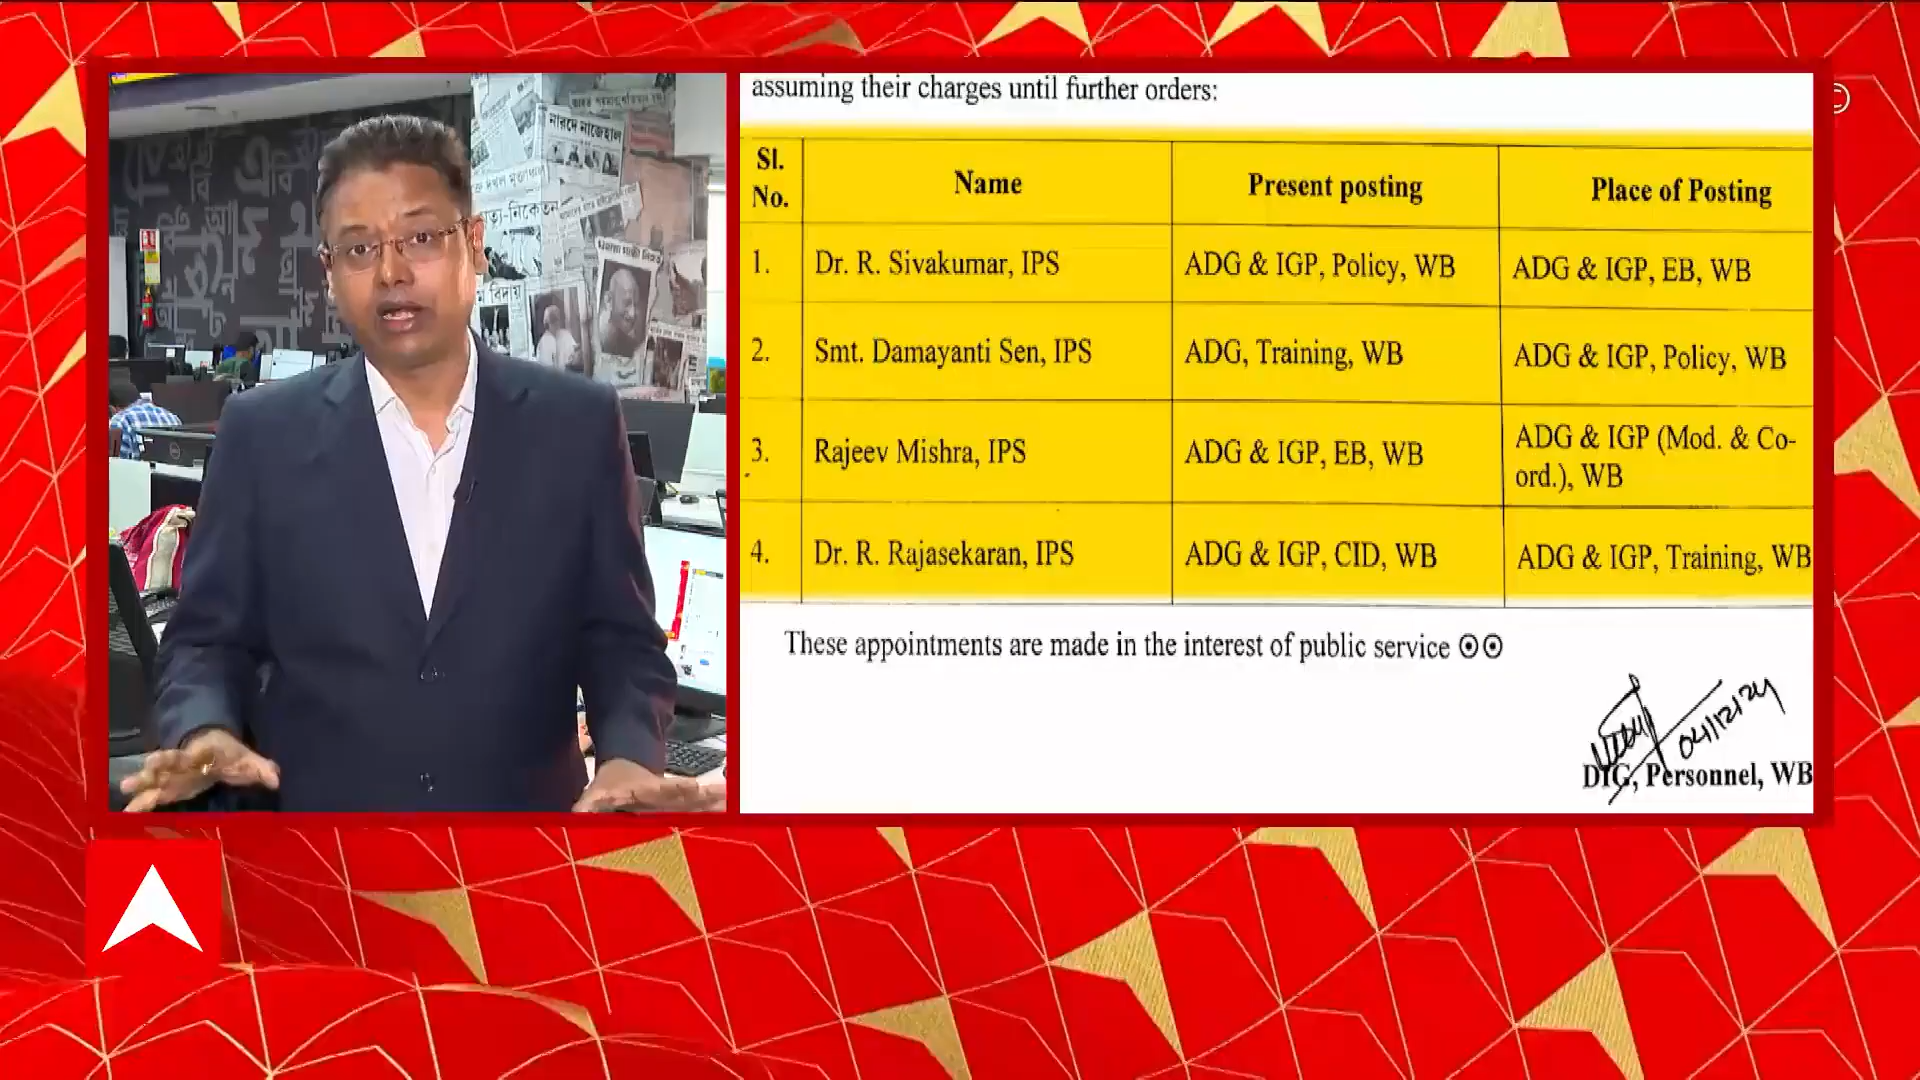 assuming their charges until further orders:
Sl. No. Name Present posting Place of Posting
1. Dr. R. Sivakumar, IPS ADG & IGP, Policy, WB ADG & IGP, EB, WB
2. Smt. Damayanti Sen, IPS ADG, Training, WB ADG & IGP, Policy, WB
3. Rajeev Mishra, IPS ADG & IGP, EB, WB ADG & IGP (Mod. & Co-
ord.), WB
4. Dr. R. Rajasekaran, IPS ADG & IGP, CID, WB ADG & IGP, Training, WB
These appointments are made in the interest of public service
04/12/24
DIG, Personnel, WB
নারদে নাজেহাল
বিদায়